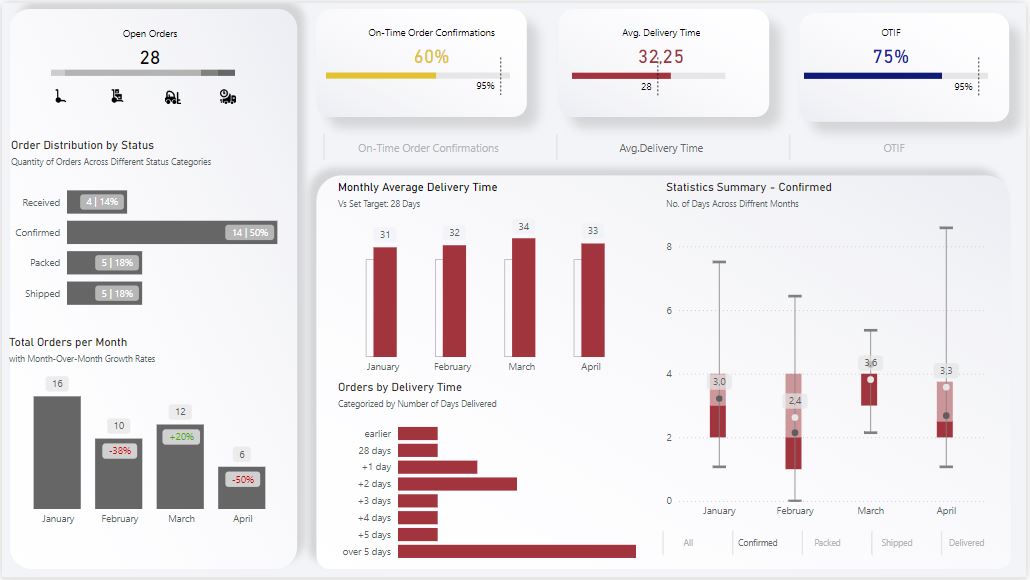 Open Orders
28
On-Time Order Confirmations
60%
95%
Avg. Delivery Time
32,25
28
OTIF
75%
95%
On-Time Order Confirmations
Avg.Delivery Time
OTIF
Order Distribution by Status
Quantity of Orders Across Different Status Categories
Received 4 | 14%
Confirmed 14 | 50%
Packed 5 | 18%
Shipped 5 | 18%
Total Orders per Month
with Month-Over-Month Growth Rates
16
10
12
6
-38%
+20%
-50%
January February March April
Monthly Average Delivery Time
Vs Set Target: 28 Days
31 32 34 33
January February March April
Orders by Delivery Time
Categorized by Number of Days Delivered
earlier
28 days
+1 day
+2 days
+3 days
+4 days
+5 days
over 5 days
Statistics Summary - Confirmed
No. of Days Across Diffrent Months
8
6
4
2
0
3,0
2,4
3,6
3,3
January February March April
All Confirmed Packed Shipped Delivered